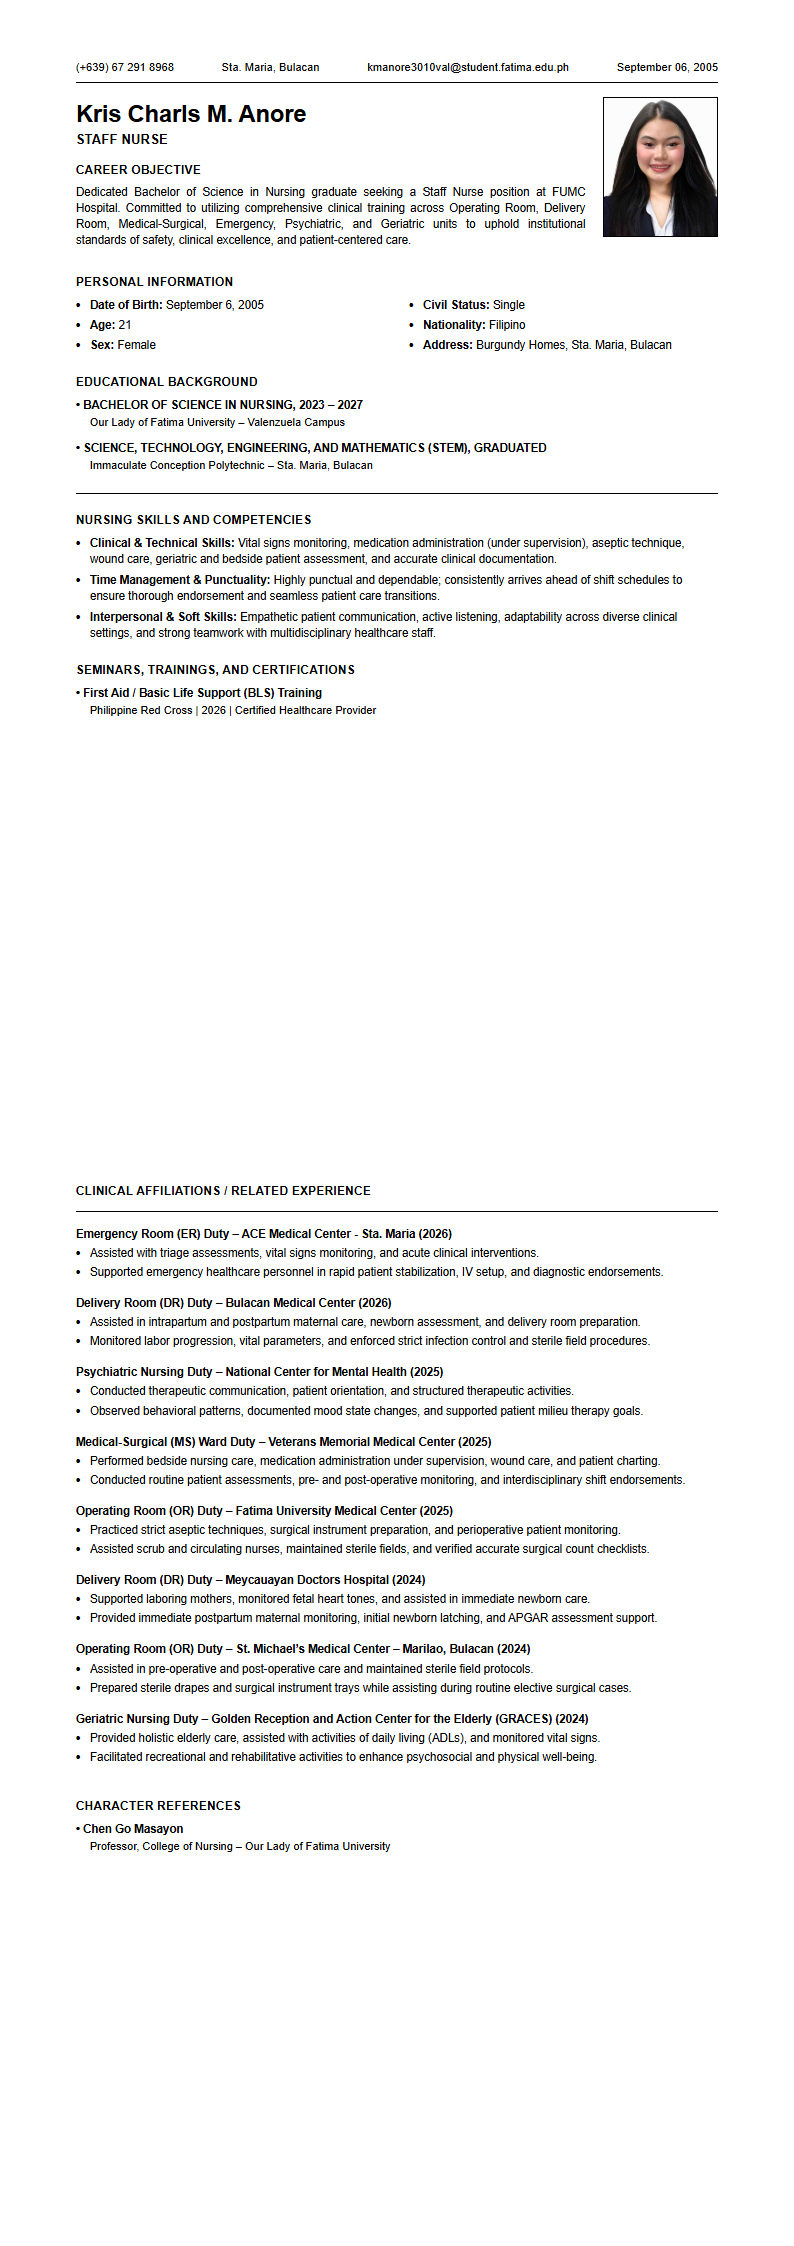 (+639) 67 291 8968 Sta. Maria, Bulacan kmanore3010val@student.fatima.edu.ph September 06, 2005
Kris Charls M. Anore
STAFF NURSE
CAREER OBJECTIVE
Dedicated Bachelor of Science in Nursing graduate seeking a Staff Nurse position at FUMC
Hospital. Committed to utilizing comprehensive clinical training across Operating Room, Delivery
Room, Medical-Surgical, Emergency, Psychiatric, and Geriatric units to uphold institutional
standards of safety, clinical excellence, and patient-centered care.
PERSONAL INFORMATION
• Date of Birth: September 6, 2005
• Age: 21
• Sex: Female
• Civil Status: Single
• Nationality: Filipino
• Address: Burgundy Homes, Sta. Maria, Bulacan
EDUCATIONAL BACKGROUND
• BACHELOR OF SCIENCE IN NURSING, 2023 – 2027
Our Lady of Fatima University – Valenzuela Campus
• SCIENCE, TECHNOLOGY, ENGINEERING, AND MATHEMATICS (STEM), GRADUATED
Immaculate Conception Polytechnic – Sta. Maria, Bulacan
NURSING SKILLS AND COMPETENCIES
• Clinical & Technical Skills: Vital signs monitoring, medication administration (under supervision), aseptic technique,
wound care, geriatric and bedside patient assessment, and accurate clinical documentation.
• Time Management & Punctuality: Highly punctual and dependable; consistently arrives ahead of shift schedules to
ensure thorough endorsement and seamless patient care transitions.
• Interpersonal & Soft Skills: Empathetic patient communication, active listening, adaptability across diverse clinical
settings, and strong teamwork with multidisciplinary healthcare staff.
SEMINARS, TRAININGS, AND CERTIFICATIONS
• First Aid / Basic Life Support (BLS) Training
Philippine Red Cross | 2026 | Certified Healthcare Provider
CLINICAL AFFILIATIONS / RELATED EXPERIENCE
Emergency Room (ER) Duty – ACE Medical Center - Sta. Maria (2026)
• Assisted with triage assessments, vital signs monitoring, and acute clinical interventions.
• Supported emergency healthcare personnel in rapid patient stabilization, IV setup, and diagnostic endorsements.
Delivery Room (DR) Duty – Bulacan Medical Center (2026)
• Assisted in intrapartum and postpartum maternal care, newborn assessment, and delivery room preparation.
• Monitored labor progression, vital parameters, and enforced strict infection control and sterile field procedures.
Psychiatric Nursing Duty – National Center for Mental Health (2025)
• Conducted therapeutic communication, patient orientation, and structured therapeutic activities.
• Observed behavioral patterns, documented mood state changes, and supported patient milieu therapy goals.
Medical-Surgical (MS) Ward Duty – Veterans Memorial Medical Center (2025)
• Performed bedside nursing care, medication administration under supervision, wound care, and patient charting.
• Conducted routine patient assessments, pre- and post-operative monitoring, and interdisciplinary shift endorsements.
Operating Room (OR) Duty – Fatima University Medical Center (2025)
• Practiced strict aseptic techniques, surgical instrument preparation, and perioperative patient monitoring.
• Assisted scrub and circulating nurses, maintained sterile fields, and verified accurate surgical count checklists.
Delivery Room (DR) Duty – Meycauayan Doctors Hospital (2024)
• Supported laboring mothers, monitored fetal heart tones, and assisted in immediate newborn care.
• Provided immediate postpartum maternal monitoring, initial newborn latching, and APGAR assessment support.
Operating Room (OR) Duty – St. Michael’s Medical Center – Marilao, Bulacan (2024)
• Assisted in pre-operative and post-operative care and maintained sterile field protocols.
• Prepared sterile drapes and surgical instrument trays while assisting during routine elective surgical cases.
Geriatric Nursing Duty – Golden Reception and Action Center for the Elderly (GRACES) (2024)
• Provided holistic elderly care, assisted with activities of daily living (ADLs), and monitored vital signs.
• Facilitated recreational and rehabilitative activities to enhance psychosocial and physical well-being.
CHARACTER REFERENCES
• Chen Go Masayon
Professor, College of Nursing – Our Lady of Fatima University